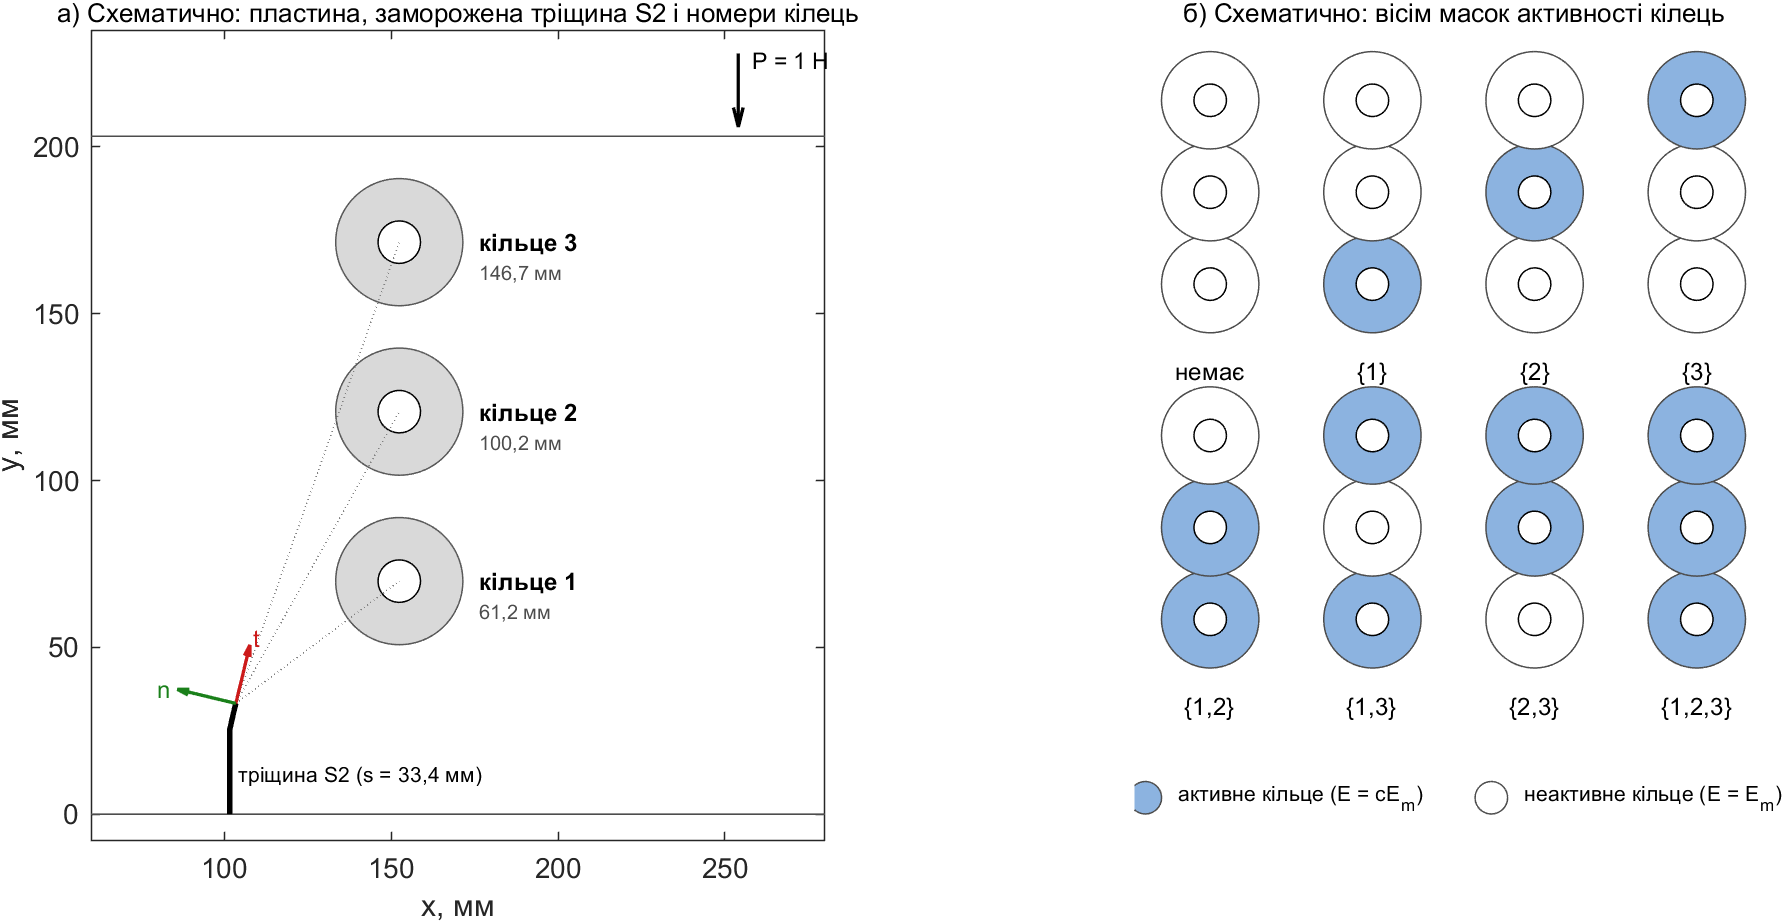 а) Схематично: пластина, заморожена тріщина S2 і номери кілець
P = 1 Н
200
150
100
50
0
y, мм
кільце 3
146,7 мм
кільце 2
100,2 мм
кільце 1
61,2 мм
t
n
тріщина S2 (s = 33,4 мм)
100
150
200
250
x, мм
б) Схематично: вісім масок активності кілець
немає
{1}
{2}
{3}
{1,2}
{1,3}
{2,3}
{1,2,3}
активне кільце (E = cEm)
неактивне кільце (E = Em)